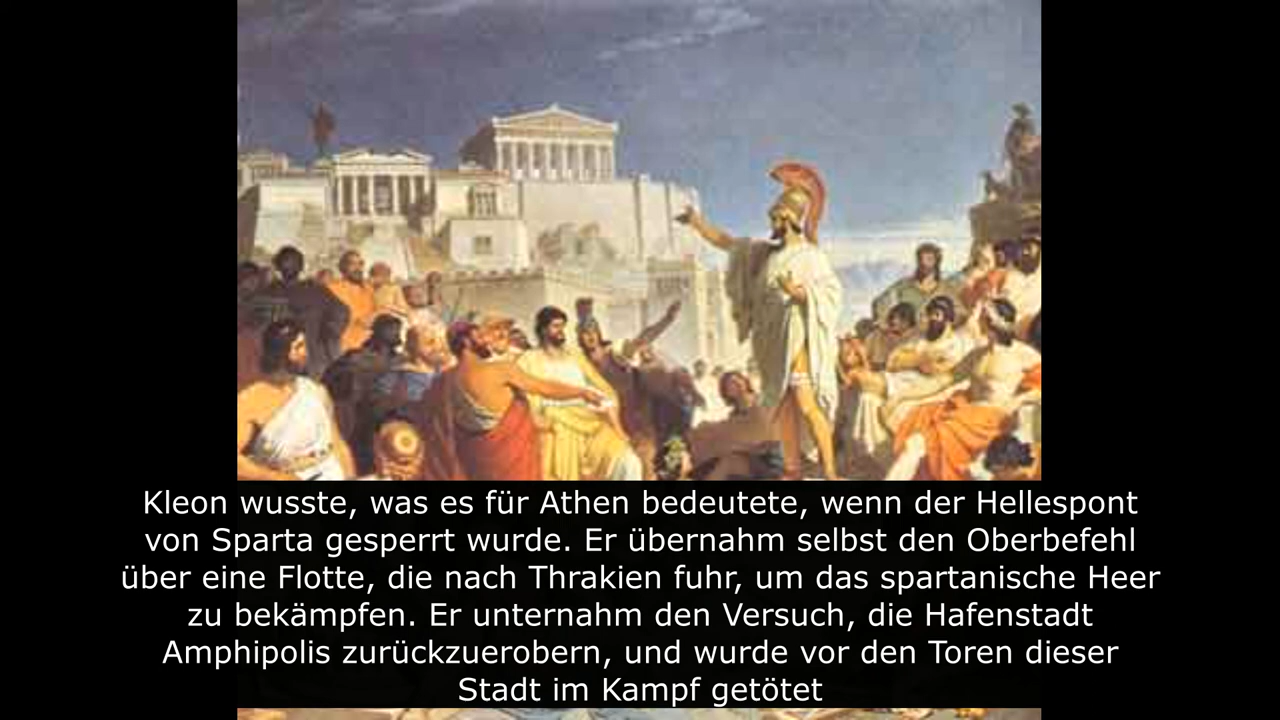 Kleon wusste, was es für Athen bedeutete, wenn der Hellespont
von Sparta gesperrt wurde. Er übernahm selbst den Oberbefehl
über eine Flotte, die nach Thrakien fuhr, um das spartanische Heer
zu bekämpfen. Er unternahm den Versuch, die Hafenstadt
Amphipolis zurückzuerobern, und wurde vor den Toren dieser
Stadt im Kampf getötet